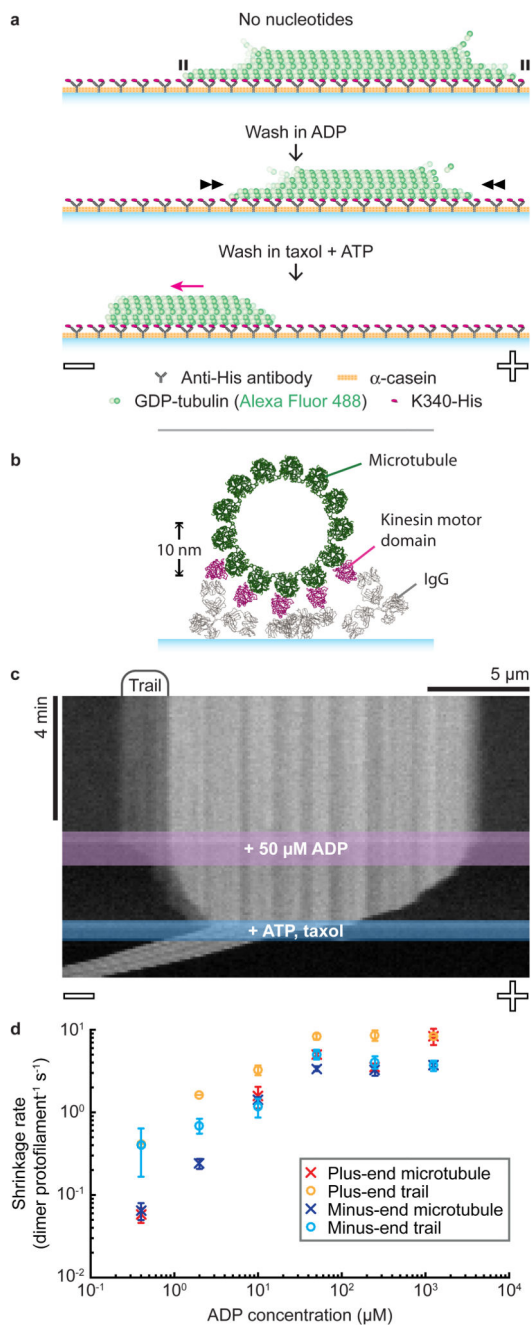 a
No nucleotides
Wash in ADP
Wash in taxol + ATP
Anti-His antibody
α-casein
GDP-tubulin (Alexa Fluor 488)
K340-His
b
Microtubule
10 nm
Kinesin motor
domain
IgG
c
Trail
5 µm
4 min
+ 50 µM ADP
+ ATP, taxol
d
Shrinkage rate
(dimer protofilament⁻¹ s⁻¹)
10¹
10⁰
10⁻¹
10⁻²
Plus-end microtubule
Plus-end trail
Minus-end microtubule
Minus-end trail
10⁻¹ 10⁰ 10¹ 10² 10³ 10⁴
ADP concentration (µM)